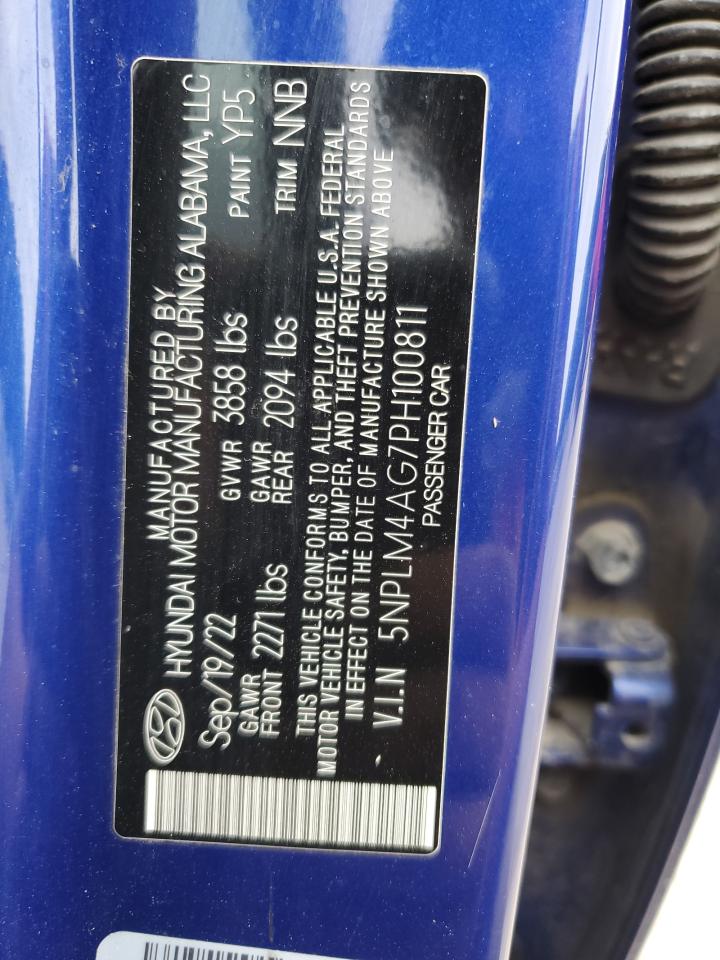 MANUFACTURED BY
HYUNDAI MOTOR MANUFACTURING ALABAMA, LLC
Sep/19/22 GVWR 3858 lbs PAINT YP5
GAWR FRONT 2271 lbs GAWR REAR 2094 lbs TRIM NNB
THIS VEHICLE CONFORMS TO ALL APPLICABLE U.S.A. FEDERAL
MOTOR VEHICLE SAFETY, BUMPER, AND THEFT PREVENTION STANDARDS
IN EFFECT ON THE DATE OF MANUFACTURE SHOWN ABOVE
V.I.N 5NPLM4AG7PH100811
PASSENGER CAR